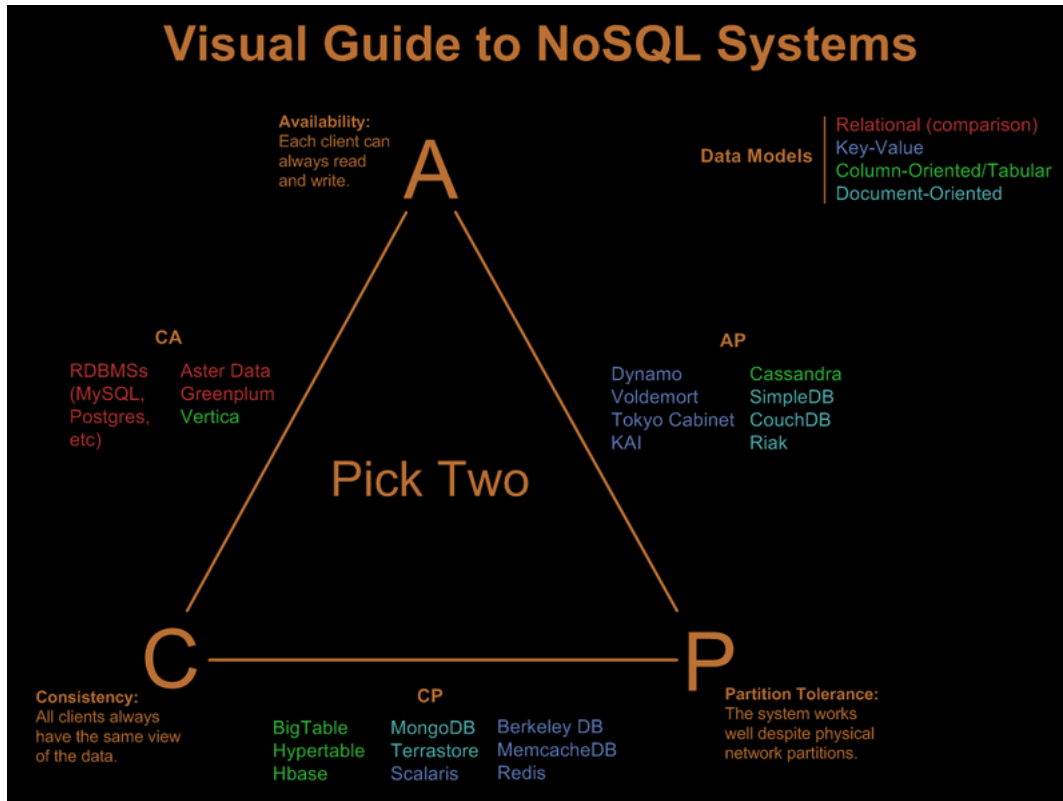 Visual Guide to NoSQL Systems
Availability:
Each client can
always read
and write.
A
Data Models
Relational (comparison)
Key-Value
Column-Oriented/Tabular
Document-Oriented
CA
RDBMSs
(MySQL,
Postgres,
etc)
Aster Data
Greenplum
Vertica
AP
Dynamo
Voldemort
Tokyo Cabinet
KAI
Cassandra
SimpleDB
CouchDB
Riak
Pick Two
C
P
Consistency:
All clients always
have the same view
of the data.
CP
BigTable
Hypertable
Hbase
MongoDB
Terrastore
Scalaris
Berkeley DB
MemcacheDB
Redis
Partition Tolerance:
The system works
well despite physical
network partitions.